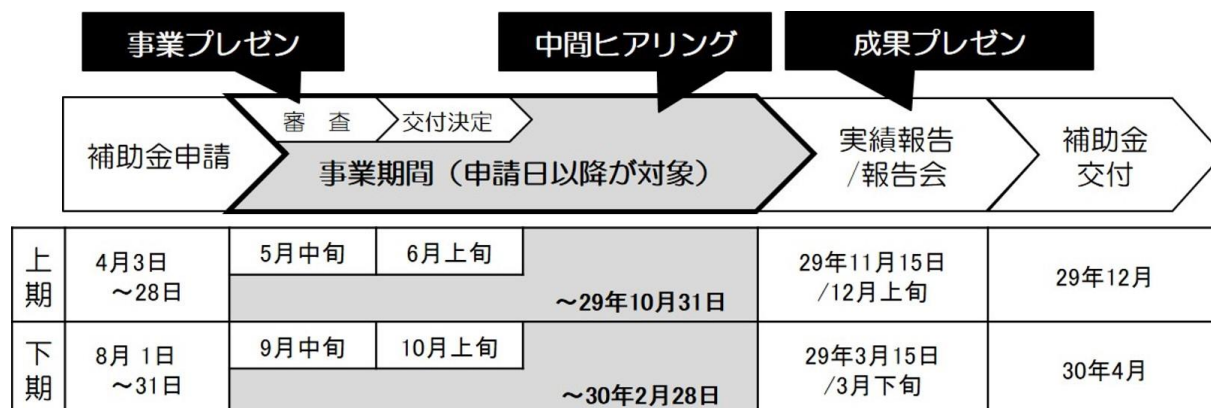 事業プレゼン
中間ヒアリング
成果プレゼン
補助金申請
審　査
交付決定
事業期間（申請日以降が対象）
実績報告
/報告会
補助金
交付
上期
4月3日
～28日
5月中旬
6月上旬
～29年10月31日
29年11月15日
/12月上旬
29年12月
下期
8月 1日
～31日
9月中旬
10月上旬
～30年2月28日
29年3月15日
/3月下旬
30年4月